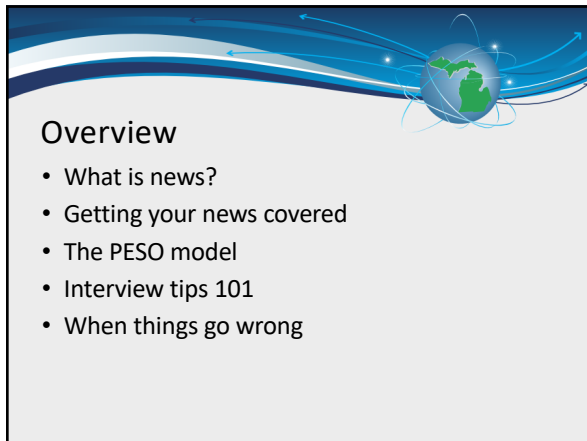 Overview
• What is news?
• Getting your news covered
• The PESO model
• Interview tips 101
• When things go wrong